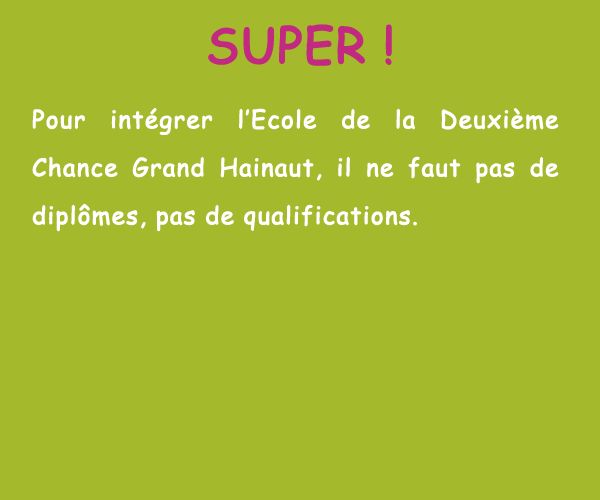 SUPER !
Pour intégrer l’Ecole de la Deuxième
Chance Grand Hainaut, il ne faut pas de
diplômes, pas de qualifications.